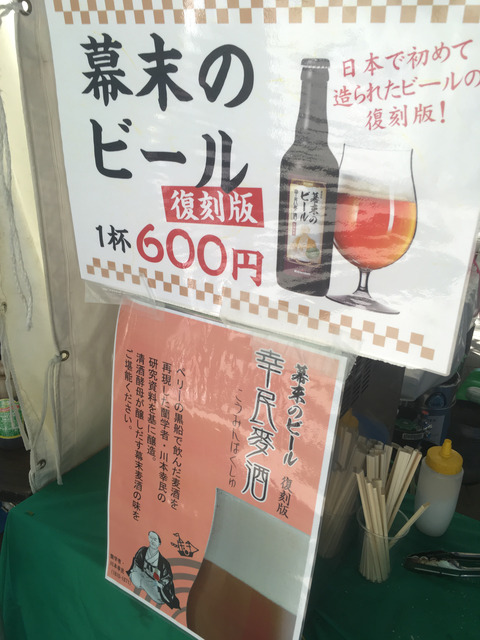 幕末の
ビール
復刻版
日本で初めて
造られたビールの
復刻版!
1杯600円
幕末の
ビール
幕末のビール 復刻版
幸民麦酒
こうみんばくしゅ
ペリーの黒船で飲んだ麦酒を
再現した蘭学者・川本幸民の
研究資料を基に醸造。
清酒酵母が醸しだす幕末麦酒の味を
ご堪能ください。